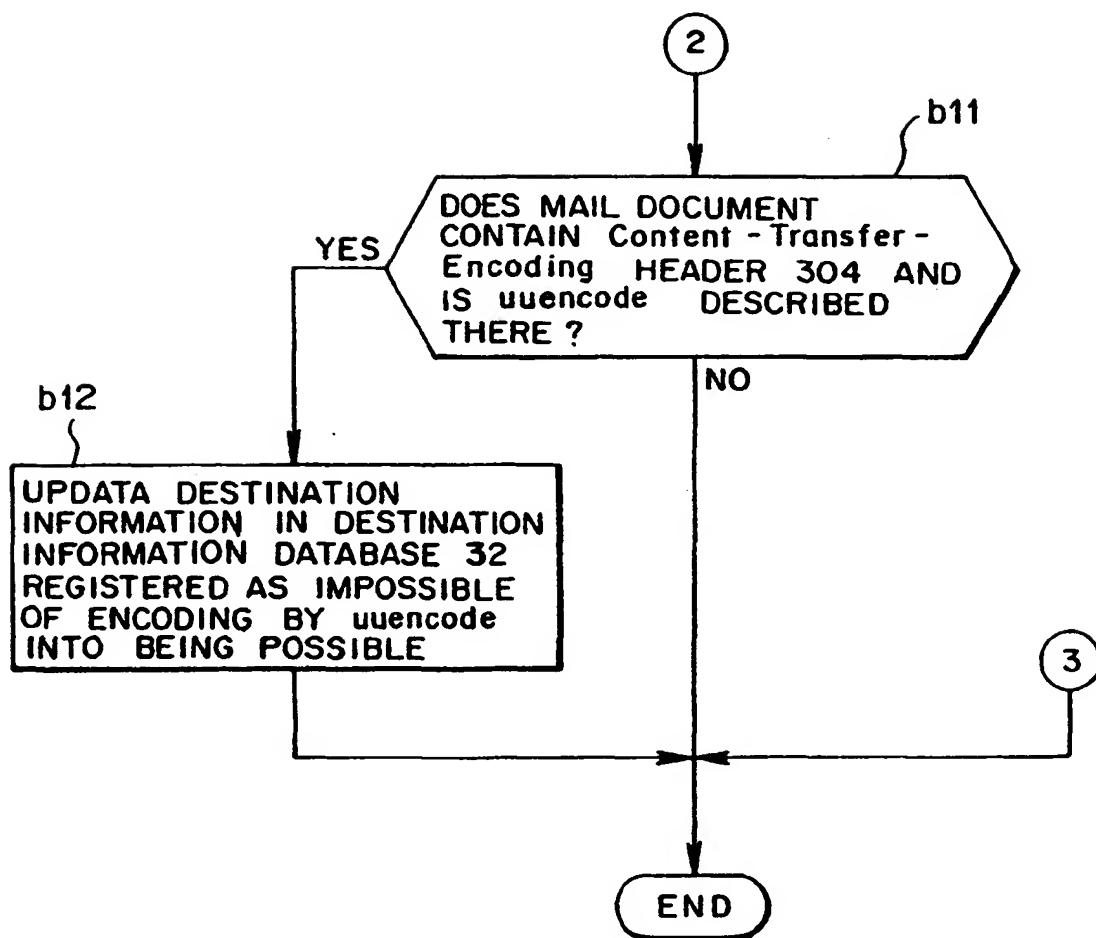 2
b11
DOES MAIL DOCUMENT
CONTAIN Content-Transfer-
Encoding HEADER 304 AND
IS uuencode DESCRIBED
THERE ?
YES
NO
b12
UPDATA DESTINATION
INFORMATION IN DESTINATION
INFORMATION DATABASE 32
REGISTERED AS IMPOSSIBLE
OF ENCODING BY uuencode
INTO BEING POSSIBLE
3
END